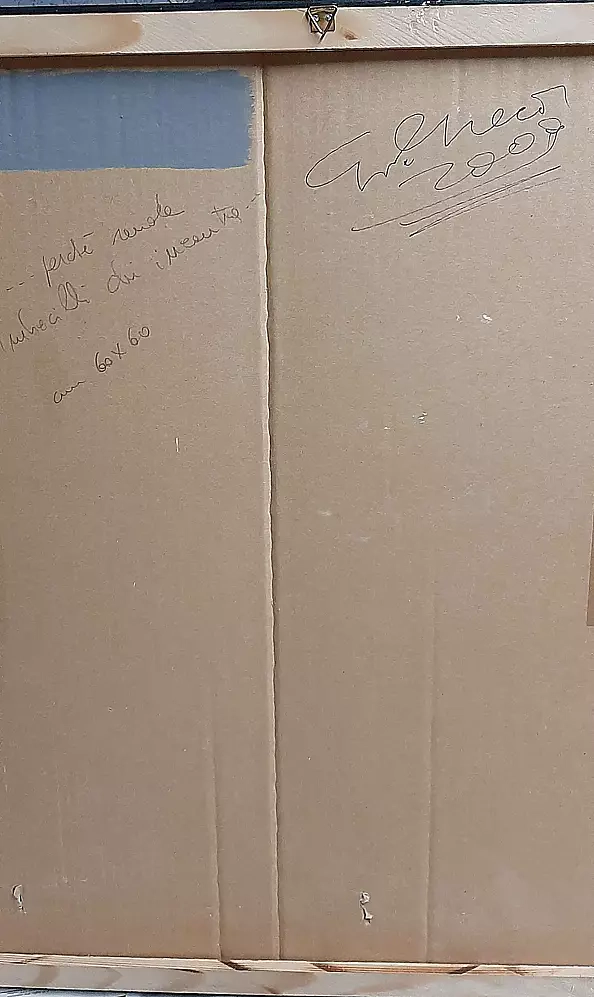 ... perché rende
imbecilli chi incontra...
cm 60x60
2009